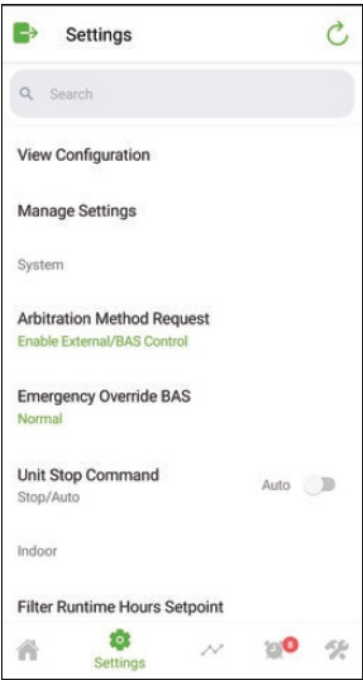 Settings
Search
View Configuration
Manage Settings
System
Arbitration Method Request
Enable External/BAS Control
Emergency Override BAS
Normal
Unit Stop Command
Auto
Stop/Auto
Indoor
Filter Runtime Hours Setpoint
Settings